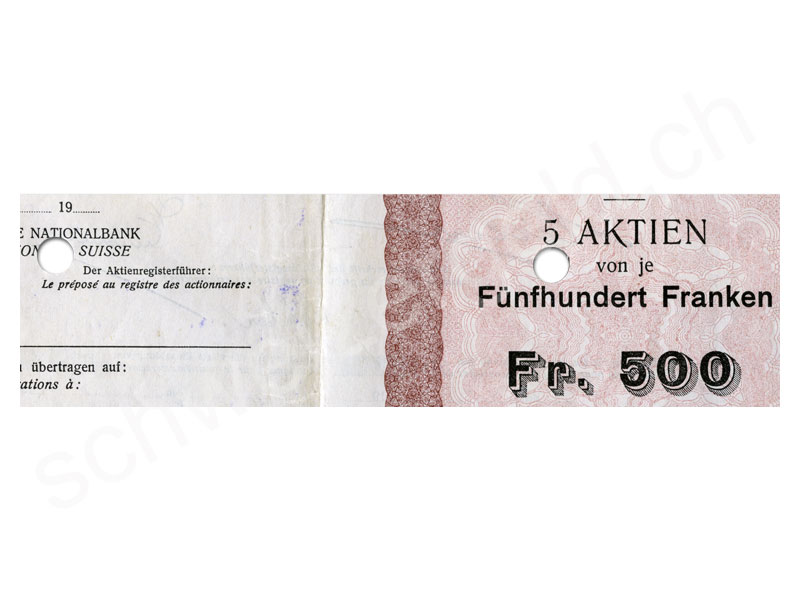 19
E NATIONALBANK
SUISSE
Der Aktienregisterführer:
Le préposé au registre des actionnaires:
übertragen auf:
ations à:
5 AKTIEN
von je
Fünfhundert Franken
Fr. 500